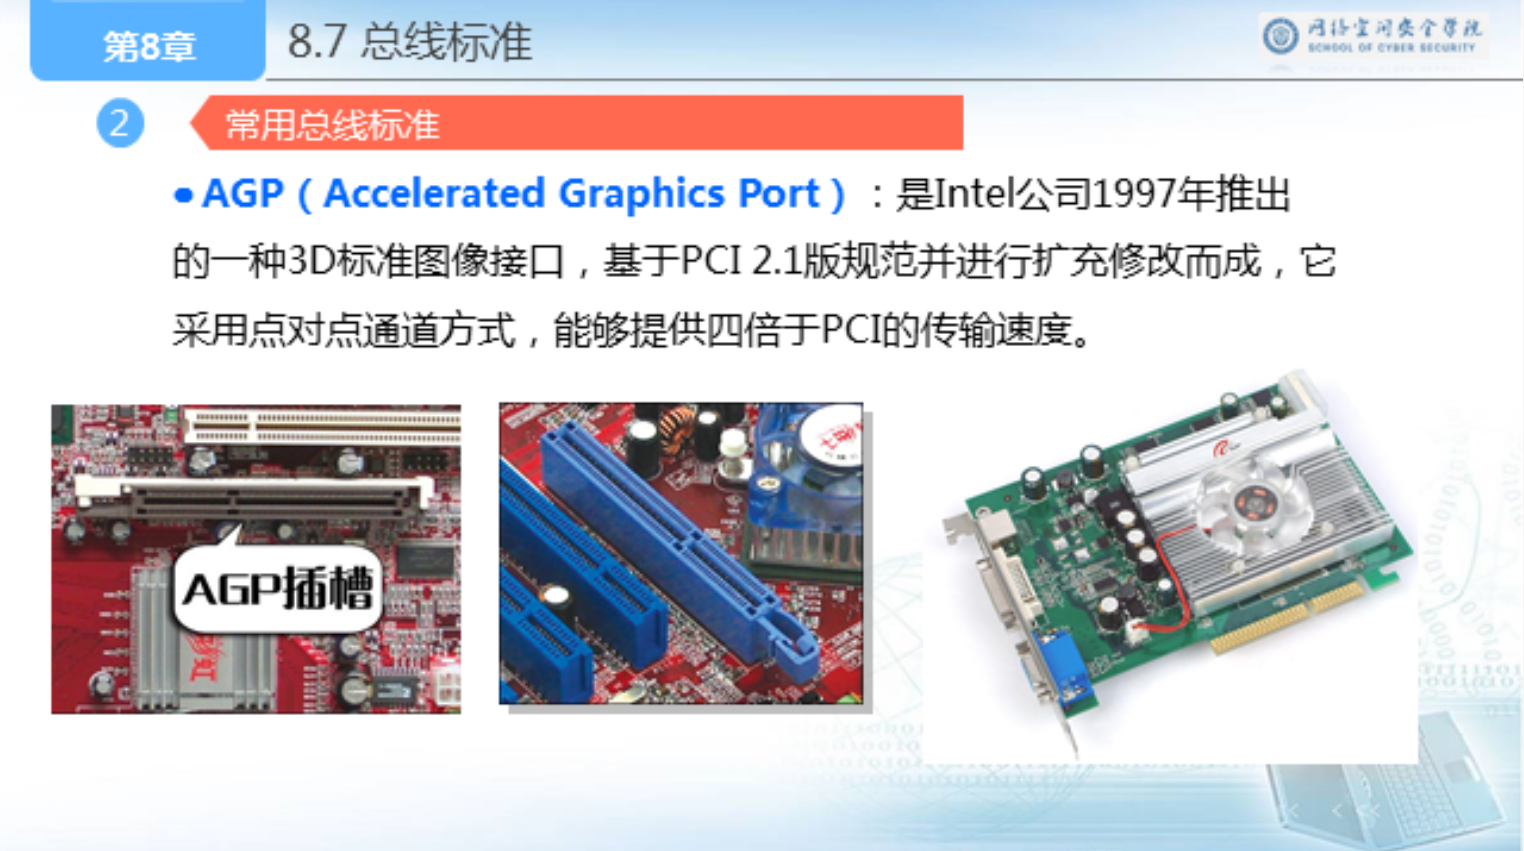 第8章
8.7 总线标准
网络空间安全学院
SCHOOL OF CYBER SECURITY
2
常用总线标准
●AGP（Accelerated Graphics Port）：是Intel公司1997年推出
的一种3D标准图像接口，基于PCI 2.1版规范并进行扩充修改而成，它
采用点对点通道方式，能够提供四倍于PCI的传输速度。
AGP插槽